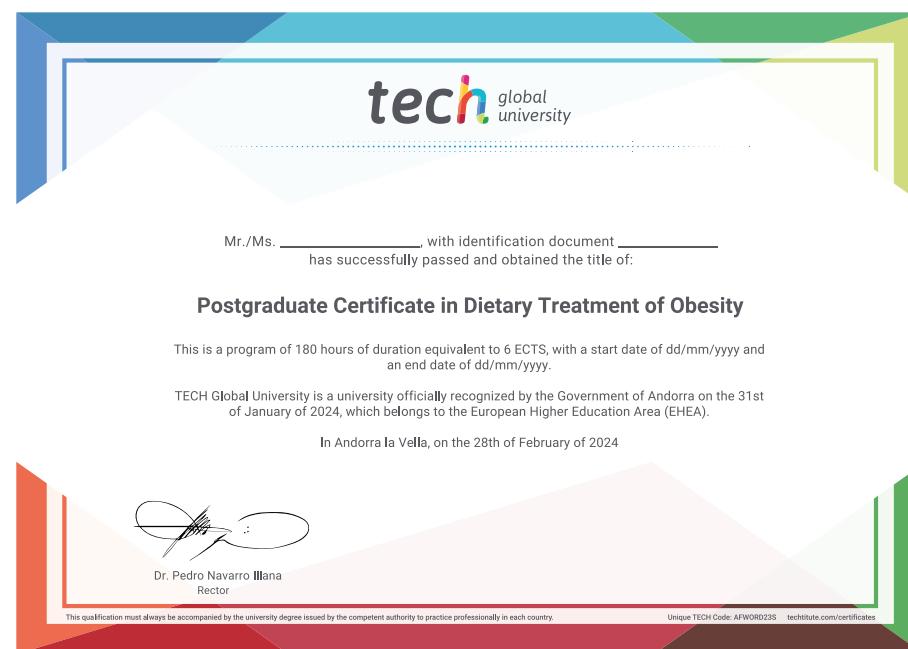 tech global university
Mr./Ms. ____________________, with identification document ______________
has successfully passed and obtained the title of:
Postgraduate Certificate in Dietary Treatment of Obesity
This is a program of 180 hours of duration equivalent to 6 ECTS, with a start date of dd/mm/yyyy and
an end date of dd/mm/yyyy.
TECH Global University is a university officially recognized by the Government of Andorra on the 31st
of January of 2024, which belongs to the European Higher Education Area (EHEA).
In Andorra la Vella, on the 28th of February of 2024
Dr. Pedro Navarro Illana
Rector
This qualification must always be accompanied by the university degree issued by the competent authority to practice professionally in each country.
Unique TECH Code: AFWORD23S techtitute.com/certificates